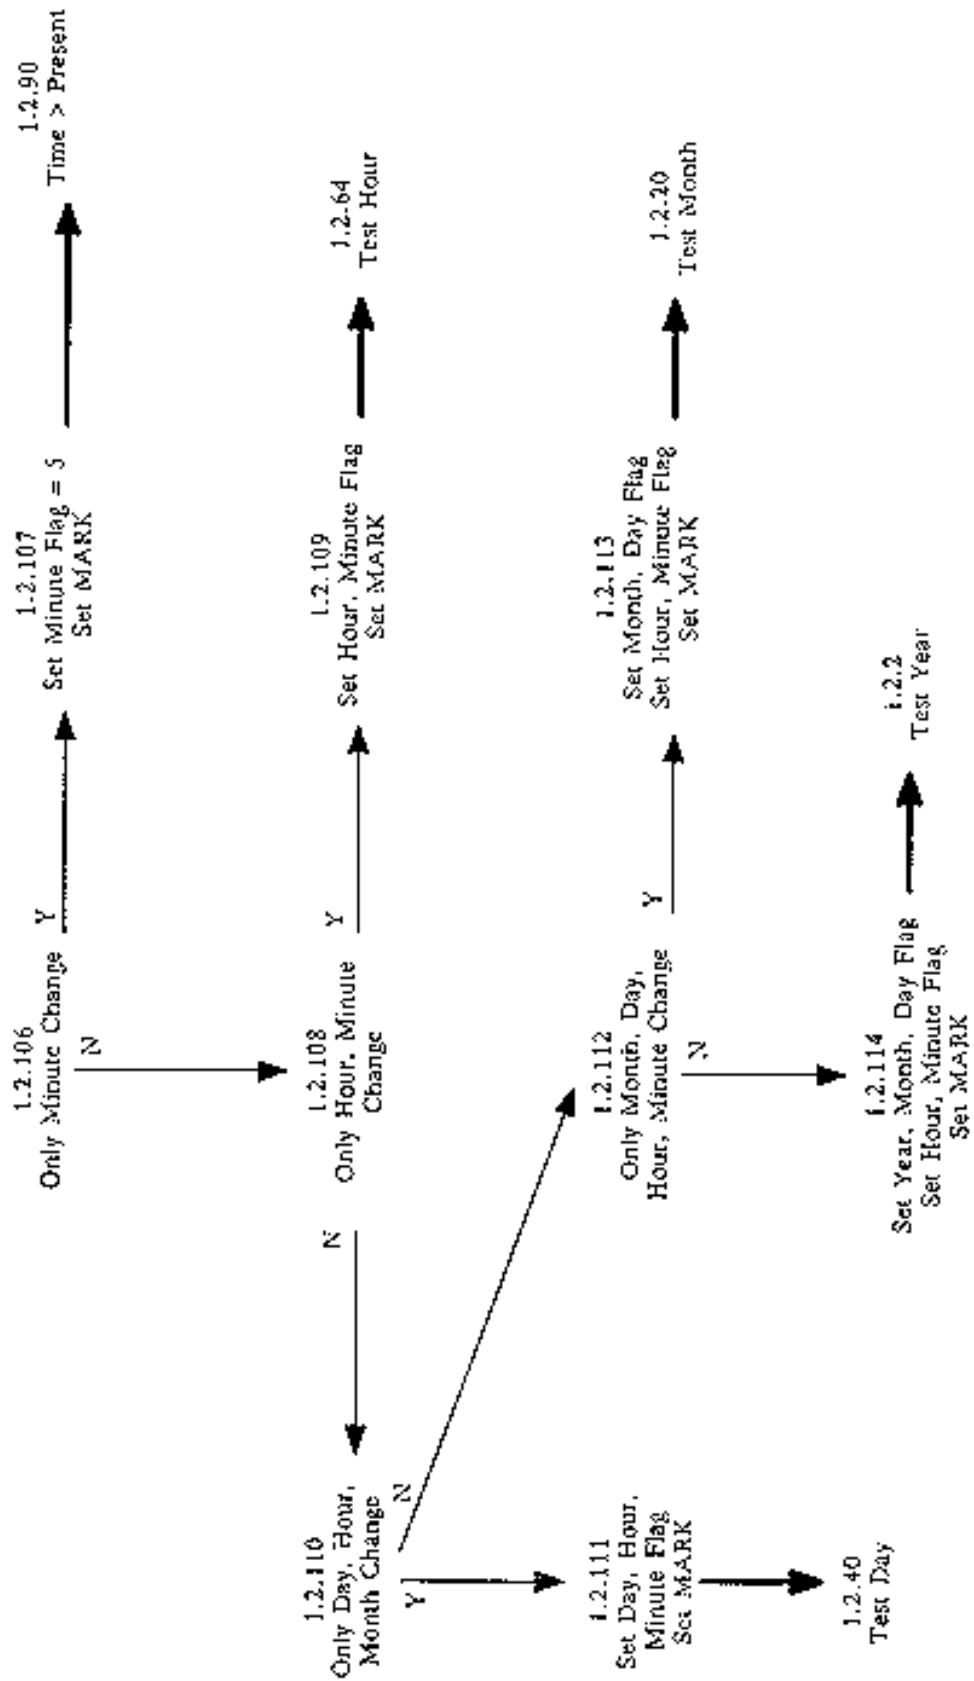 1.2.106
Only Minute Change
Y
N
1-2.107
Set Minute Flag = 5
Set MARK
1-2.90
Time > Present
1.2.108
Only Hour, Minute
Change
Y
N
1.2.109
Set Hour, Minute Flag
Set MARK
1.2-64
Test Hour
1.2.110
Only Day, Hour,
Month Change
Y
N
1.2.111
Set Day, Hour,
Minute Flag
Set MARK
1.2.40
Test Day
1.2.112
Only Month, Day,
Hour, Minute Change
Y
N
1.2.113
Set Month, Day Flag
Set Hour, Minute Flag
Set MARK
1.2.20
Test Month
1.2.114
Set Year, Month, Day Flag
Set Hour, Minute Flag
Set MARK
1.2.2
Test Year